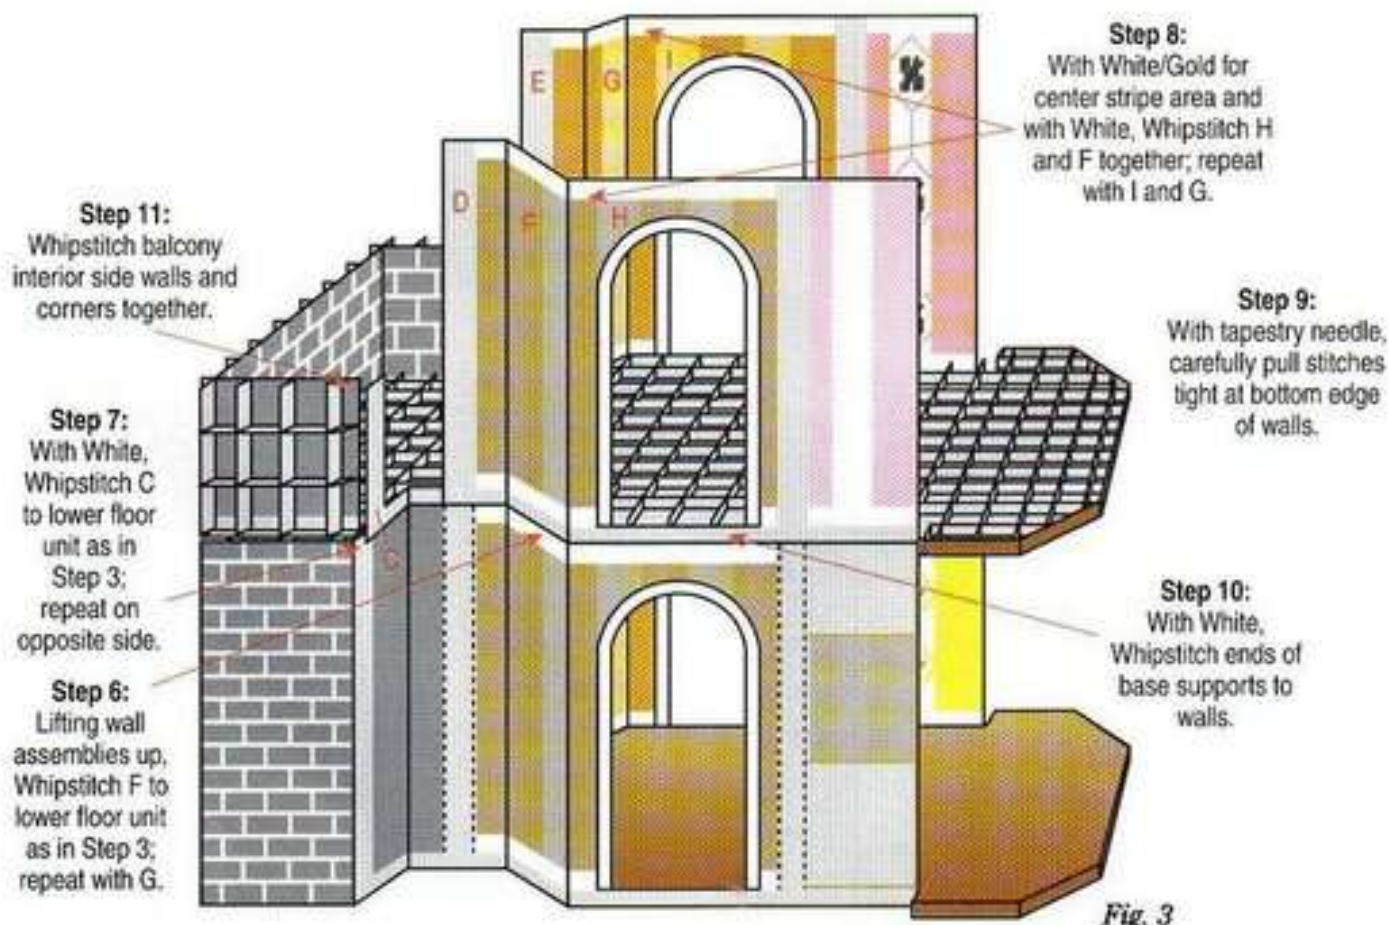 Step 8:
With White/Gold for
center stripe area and
with White, Whipstitch H
and F together; repeat
with I and G.
E
G
I
D
F
H
Step 11:
Whipstitch balcony
interior side walls and
corners together.
Step 9:
With tapestry needle,
carefully pull stitches
tight at bottom edge
of walls.
Step 7:
With White,
Whipstitch C
to lower floor
unit as in
Step 3;
repeat on
opposite side.
C
Step 10:
With White,
Whipstitch ends of
base supports to
walls.
Step 6:
Lifting wall
assemblies up,
Whipstitch F to
lower floor unit
as in Step 3;
repeat with G.
Fig. 3